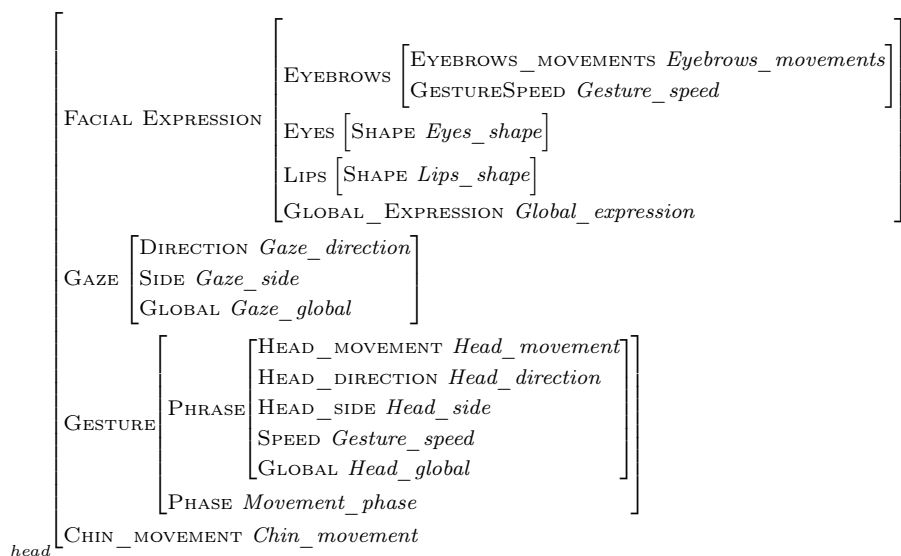 EYEBROWS [EYEBROWS_MOVEMENTS Eyebrows_movements]
[GESTURESPEED Gesture_speed]
FACIAL EXPRESSION
EYES [SHAPE Eyes_shape]
LIPS [SHAPE Lips_shape]
GLOBAL_EXPRESSION Global_expression
DIRECTION Gaze_direction
GAZE SIDE Gaze_side
GLOBAL Gaze_global
HEAD_MOVEMENT Head_movement
HEAD_DIRECTION Head_direction
GESTURE PHRASE HEAD_SIDE Head_side
SPEED Gesture_speed
GLOBAL Head_global
PHASE Movement_phase
head CHIN_MOVEMENT Chin_movement